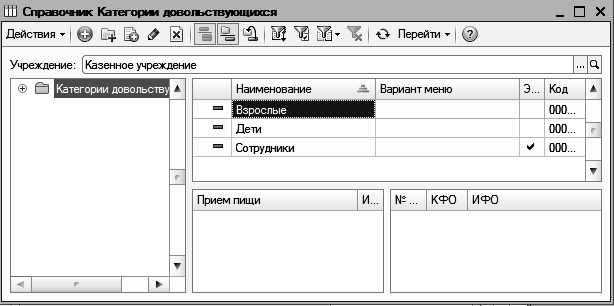 Справочник Категории довольствующихся
Действия Перейти
Учреждение: Казенное учреждение ...
Категории довольству
Наименование Вариант меню Э... Код
Взрослые 000...
Дети 000...
Сотрудники 000...
Прием пищи И...
№ ... КФО ИФО